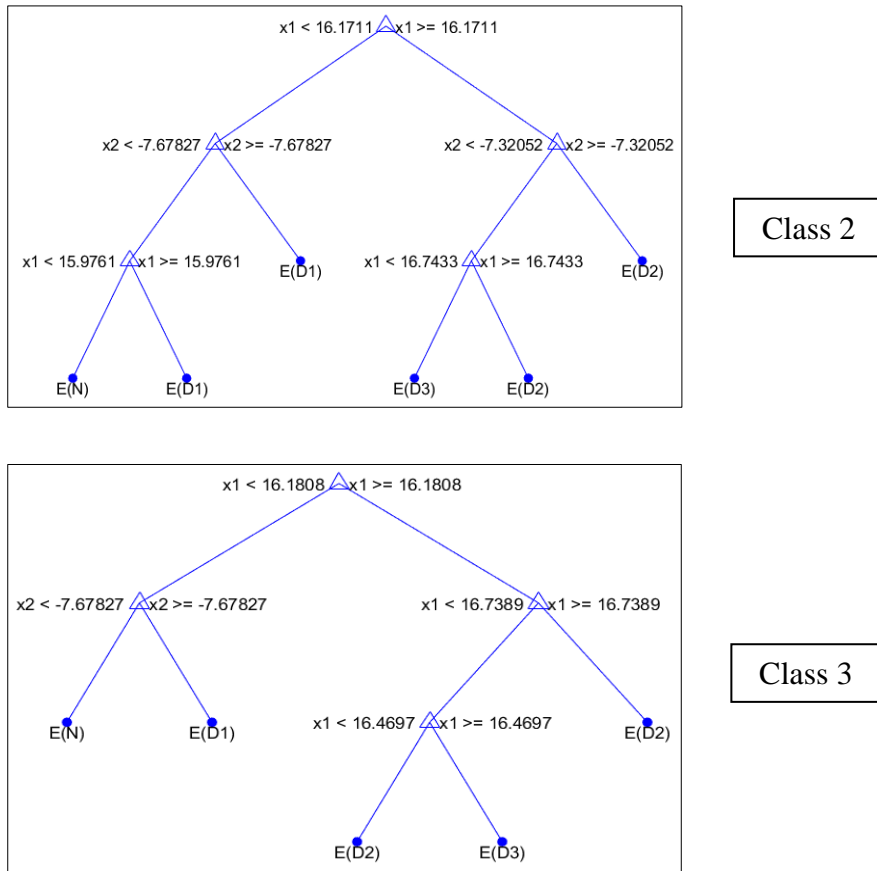 x1 < 16.1711 x1 >= 16.1711
x2 < -7.67827 x2 >= -7.67827 x2 < -7.32052 x2 >= -7.32052
x1 < 15.9761 x1 >= 15.9761 E(D1) x1 < 16.7433 x1 >= 16.7433 E(D2)
E(N) E(D1) E(D3) E(D2)
Class 2
x1 < 16.1808 x1 >= 16.1808
x2 < -7.67827 x2 >= -7.67827 x1 < 16.7389 x1 >= 16.7389
E(N) E(D1) x1 < 16.4697 x1 >= 16.4697 E(D2)
E(D2) E(D3)
Class 3